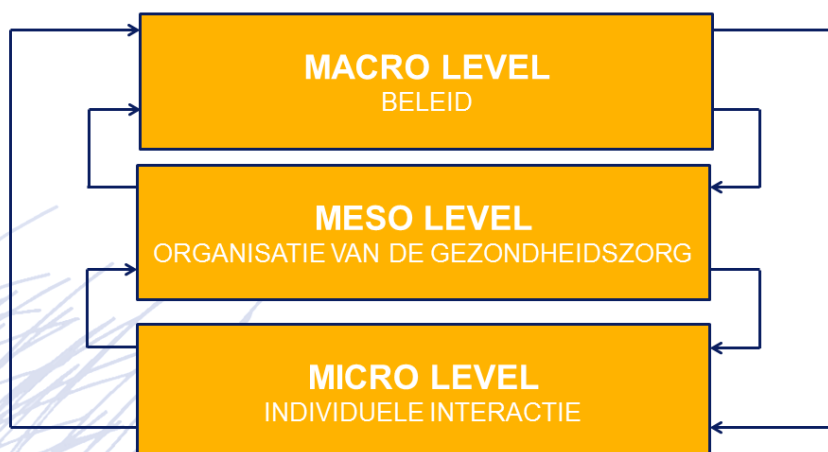 MACRO LEVEL
BELEID
MESO LEVEL
ORGANISATIE VAN DE GEZONDHEIDSZORG
MICRO LEVEL
INDIVIDUELE INTERACTIE